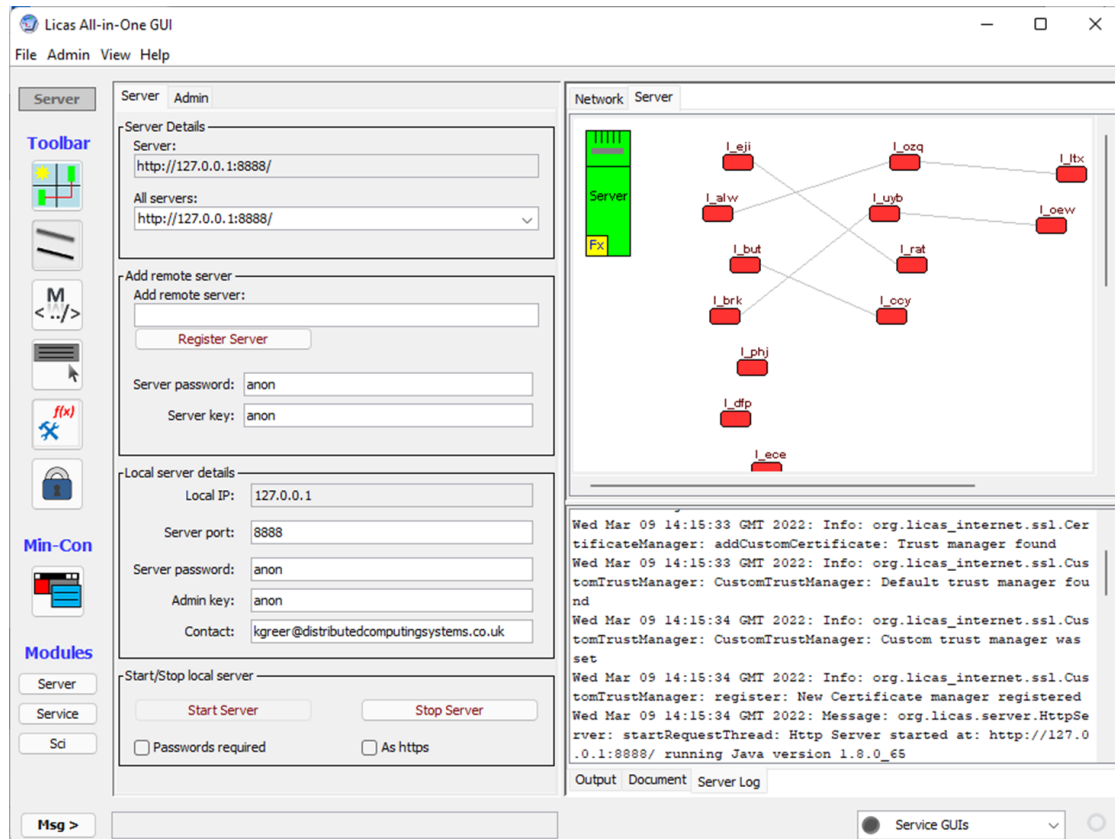 Licas All-in-One GUI
File Admin View Help
Server
Toolbar
M
< ../>
f(x)
Min-Con
Modules
Server
Service
Sci
Msg >
Server Admin
Server Details
Server:
http://127.0.0.1:8888/
All servers:
http://127.0.0.1:8888/
Add remote server
Add remote server:
Register Server
Server password: anon
Server key: anon
Local server details
Local IP: 127.0.0.1
Server port: 8888
Server password: anon
Admin key: anon
Contact: kgreer@distributedcomputingsystems.co.uk
Start/Stop local server
Start Server Stop Server
Passwords required As https
Network Server
Server
Fx
l_eji l_ozq l_ltx
l_alw l_uyb l_oew
l_but l_rat
l_brk l_ccy
l_phj
l_dfp
l_ece
Wed Mar 09 14:15:33 GMT 2022: Info: org.licas_internet.ssl.Cer
tificateManager: addCustomCertificate: Trust manager found
Wed Mar 09 14:15:33 GMT 2022: Info: org.licas_internet.ssl.Cus
tomTrustManager: CustomTrustManager: Default trust manager fou
nd
Wed Mar 09 14:15:34 GMT 2022: Info: org.licas_internet.ssl.Cus
tomTrustManager: CustomTrustManager: Custom trust manager was
set
Wed Mar 09 14:15:34 GMT 2022: Info: org.licas_internet.ssl.Cus
tomTrustManager: register: New Certificate manager registered
Wed Mar 09 14:15:34 GMT 2022: Message: org.licas.server.HttpSe
rver: startRequestThread: Http Server started at: http://127.0
.0.1:8888/ running Java version 1.8.0_65
Output Document Server Log
Service GUIs